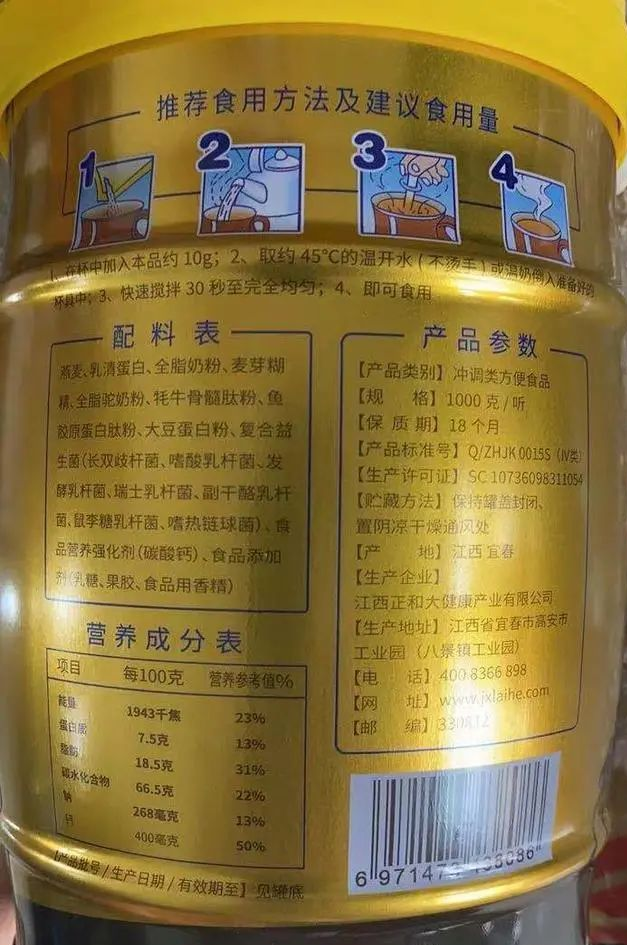 推荐食用方法及建议食用量
1 2 3 4
1、在杯中加入本品约 10g；2、取约 45℃的温开水（不烫手）或温奶倒入准备好的
杯具中；3、快速搅拌 30 秒至完全均匀；4、即可食用
配料表
燕麦、乳清蛋白、全脂奶粉、麦芽糊
精、全脂驼奶粉、牦牛骨髓肽粉、鱼
胶原蛋白肽粉、大豆蛋白粉、复合益
生菌（长双歧杆菌、嗜酸乳杆菌、发
酵乳杆菌、瑞士乳杆菌、副干酪乳杆
菌、鼠李糖乳杆菌、嗜热链球菌）、食
品营养强化剂（碳酸钙）、食品添加
剂（乳糖、果胶、食品用香精）
营养成分表
项目 每100克 营养参考值%
能量 1943千焦 23%
蛋白质 7.5克 13%
脂肪 18.5克 31%
碳水化合物 66.5克 22%
钠 268毫克 13%
钙 400毫克 50%
【产品批号/生产日期/有效期至】见罐底
产品参数
【产品类别】冲调类方便食品
【规 格】1000 克/听
【保 质 期】18 个月
【产品标准号】Q/ZHJK 0015S（Ⅳ类）
【生产许可证】SC 10736098311054
【贮藏方法】保持罐盖封闭、
置阴凉干燥通风处
【产 地】江西 宜春
【生产企业】
江西正和大健康产业有限公司
【生产地址】江西省宜春市高安市
工业园（八景镇工业园）
【电 话】400 8366 898
【网 址】www.jxlaihe.com
【邮 编】